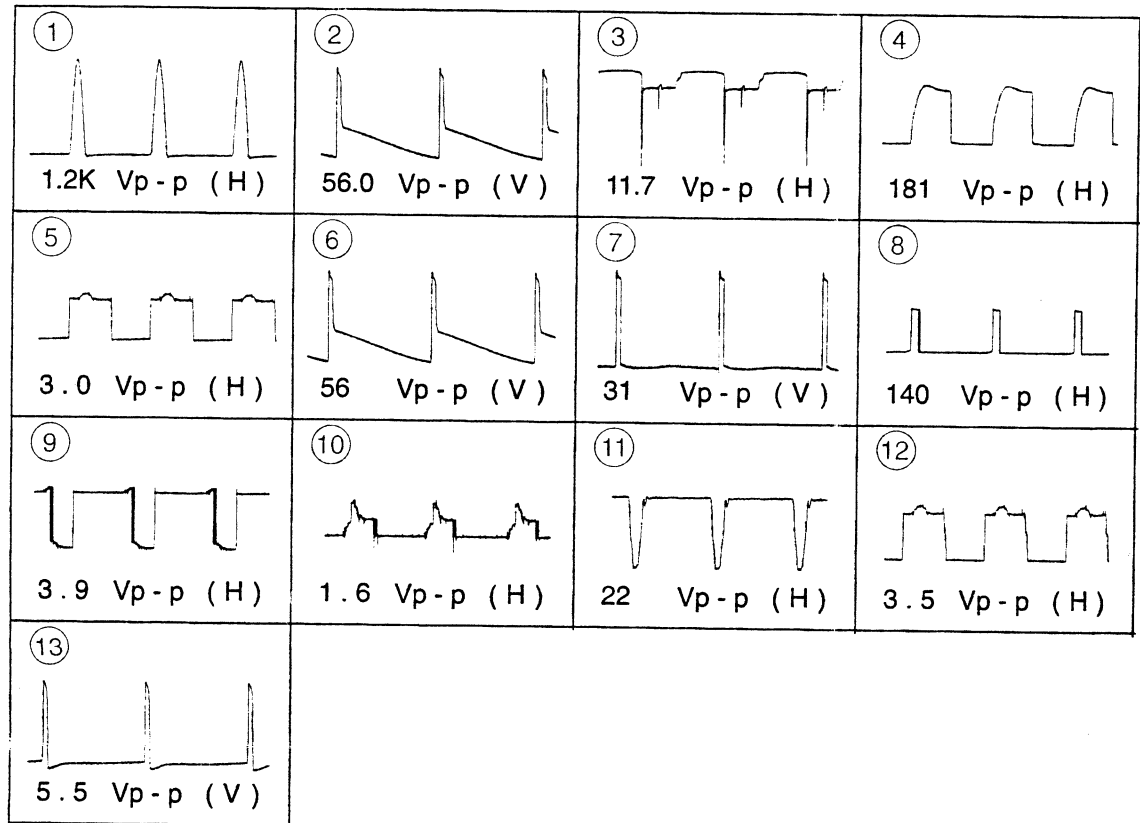 ①
1.2K Vp-p (H)
②
56.0 Vp-p (V)
③
11.7 Vp-p (H)
④
181 Vp-p (H)
⑤
3.0 Vp-p (H)
⑥
56 Vp-p (V)
⑦
31 Vp-p (V)
⑧
140 Vp-p (H)
⑨
3.9 Vp-p (H)
⑩
1.6 Vp-p (H)
⑪
22 Vp-p (H)
⑫
3.5 Vp-p (H)
⑬
5.5 Vp-p (V)